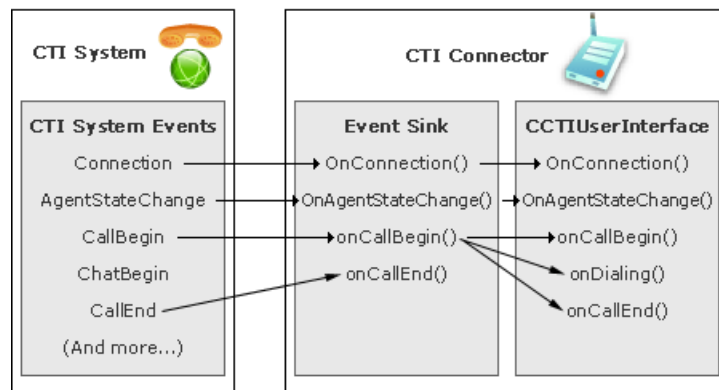 CTI System
CTI Connector
CTI System Events
Connection
AgentStateChange
CallBegin
ChatBegin
CallEnd
(And more...)
Event Sink
OnConnection()
OnAgentStateChange()
onCallBegin()
onCallEnd()
CCTIUserInterface
OnConnection()
OnAgentStateChange()
onCallBegin()
onDialing()
onCallEnd()